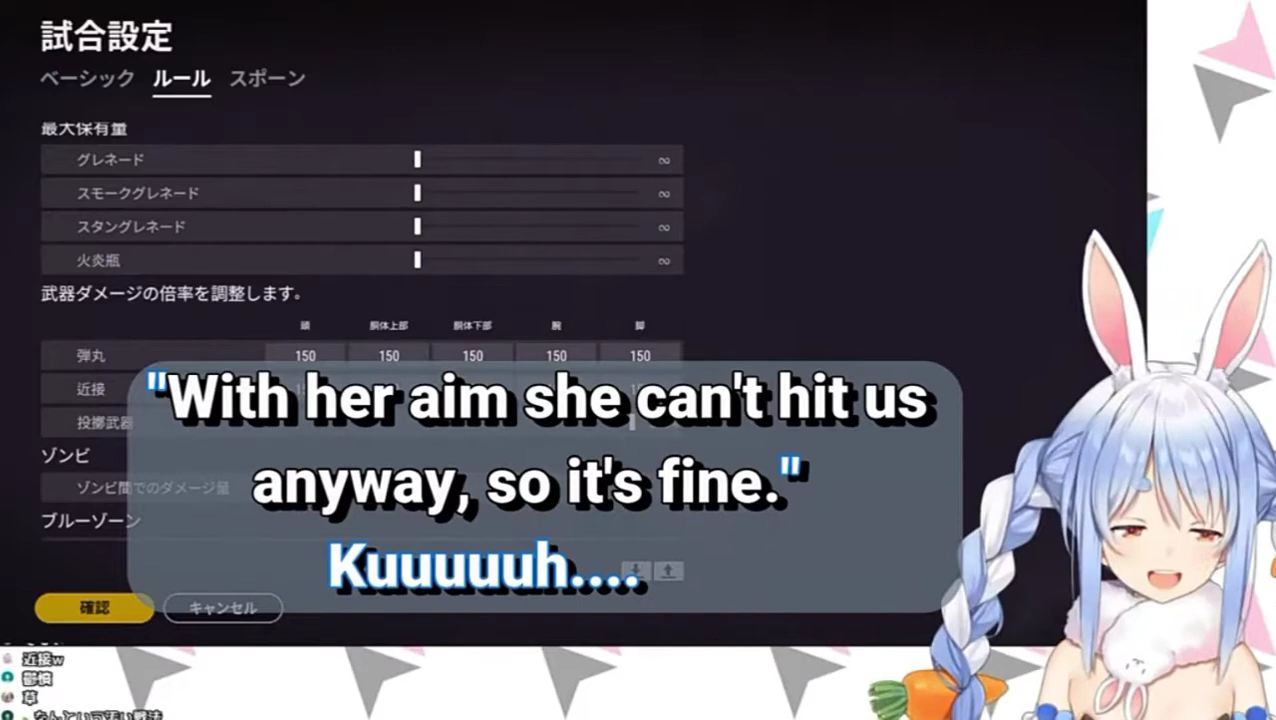 試合設定
ベーシック ルール スポーン
最大保有量
グレネード ∞
スモークグレネード ∞
スタングレネード ∞
火炎瓶 ∞
武器ダメージの倍率を調整します。
頭 胴体上部 胴体下部 腕 脚
弾丸 150 150 150 150 150
近接
投擲武器
ゾンビ
ゾンビ間でのダメージ量
ブルーゾーン
"With her aim she can't hit us
anyway, so it's fine."
Kuuuuuh....
確認 キャンセル
近接w
鬱憤
草